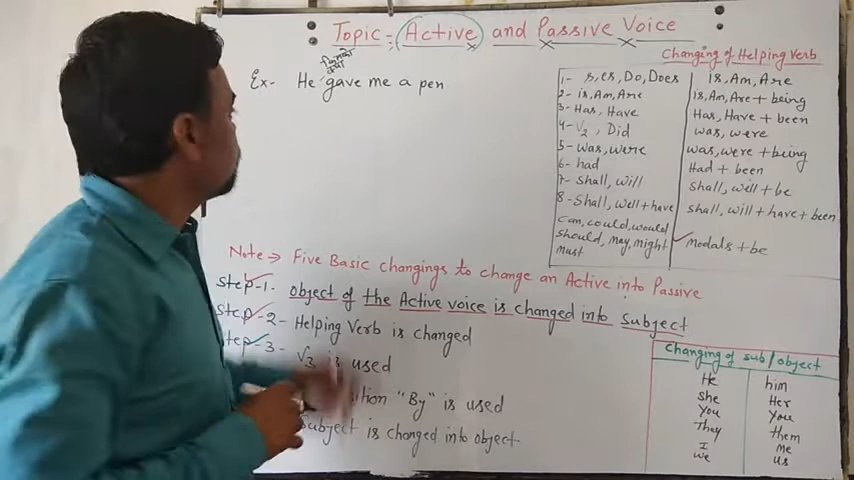 Topic:- Active and Passive Voice
Changing of Helping verb
Ex- He gave me a pen
1- s, es, Do, Does is, Am, Are
2- is, Am, Are is, Am, Are + being
3- Has, Have Has, Have + been
4- V2, Did was, were
5- was, were was, were + being
6- had Had + been
7- Shall, will Shall, will + be
8- Shall, Well + have Shall, will + have + been
can, could, would
should, may, might Modals + be
must
Note → Five Basic changings to change an Active into Passive
Step-1- object of the Active voice is changed into Subject
Step-2- Helping Verb is changed
Step-3- V3 is used
"By" is used
Subject is changed into object
Changing of sub/object
He him
She Her
You You
They them
I Me
we us